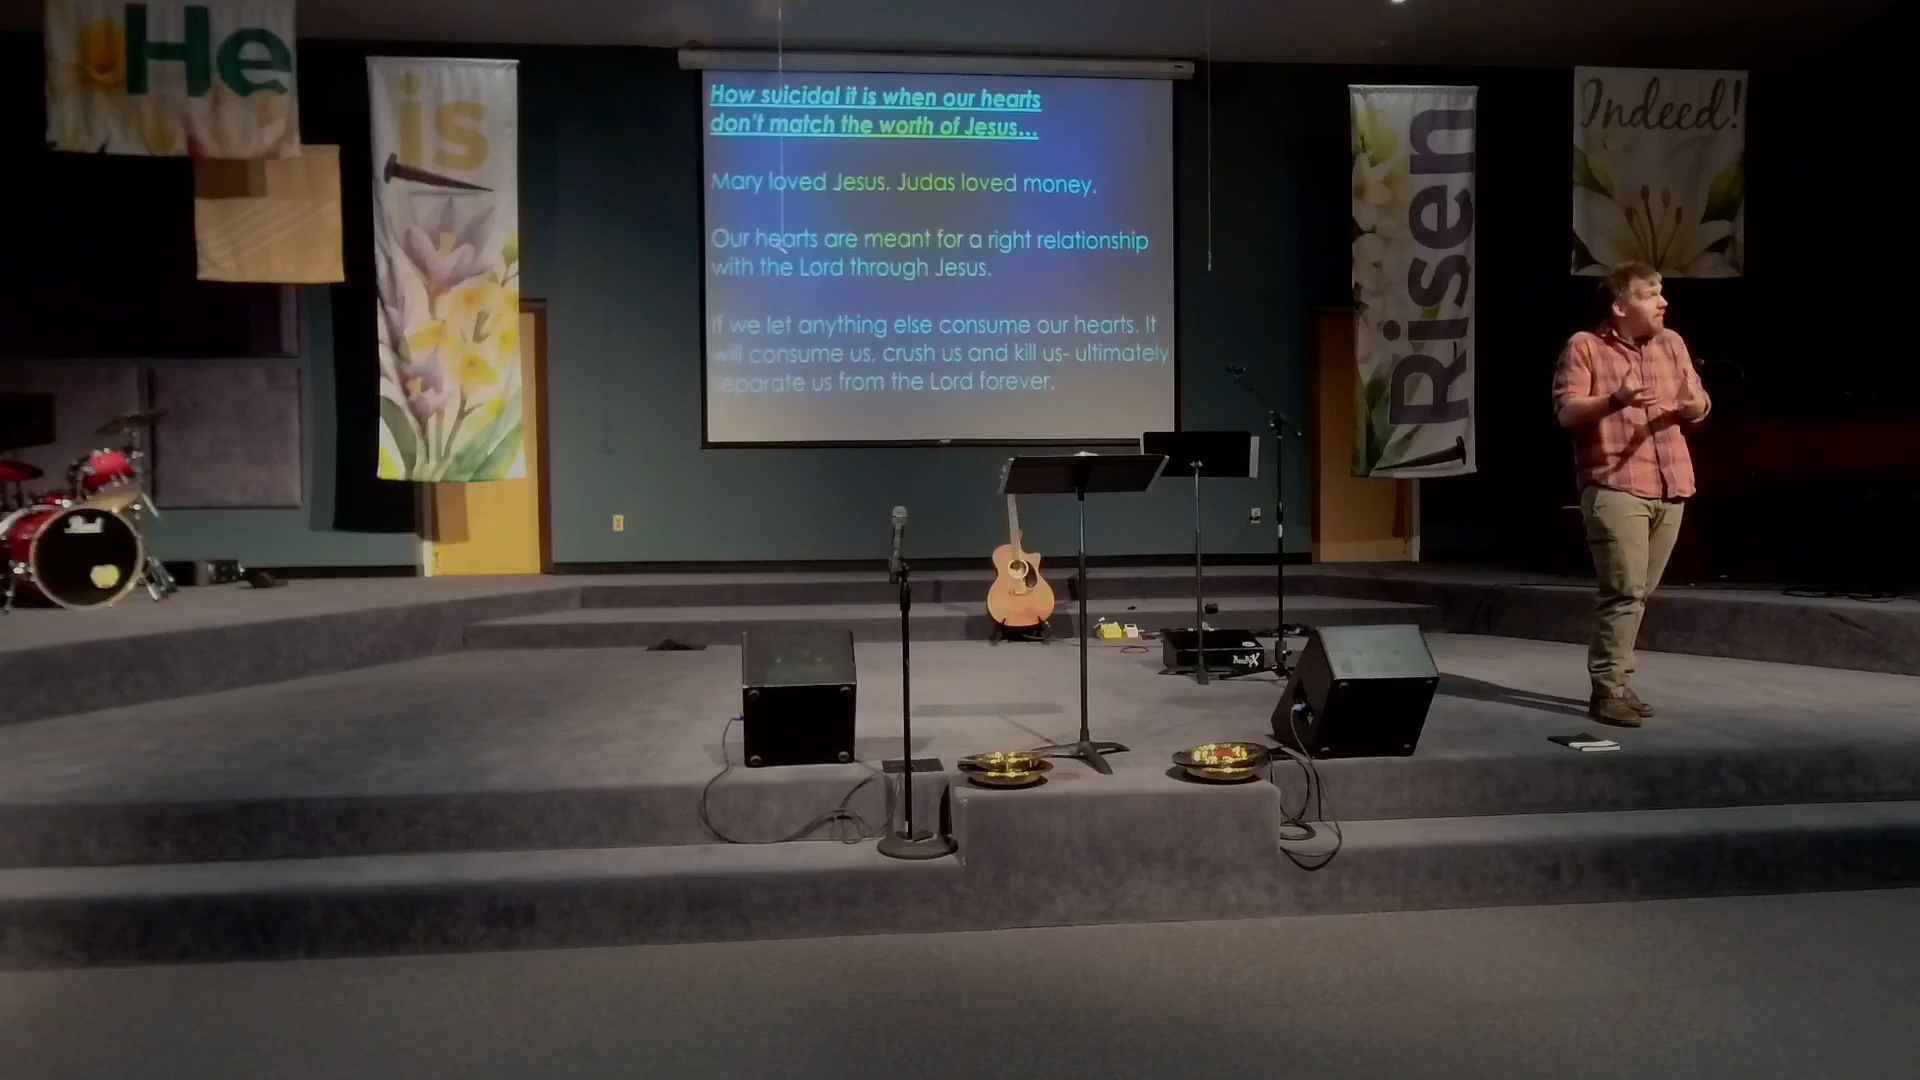 He
is
Risen
Indeed!
How suicidal it is when our hearts
don't match the worth of Jesus...
Mary loved Jesus. Judas loved money.
Our hearts are meant for a right relationship
with the Lord through Jesus.
If we let anything else consume our hearts. It
will consume us, crush us and kill us- ultimately
eparate us from the Lord forever.
Pearl